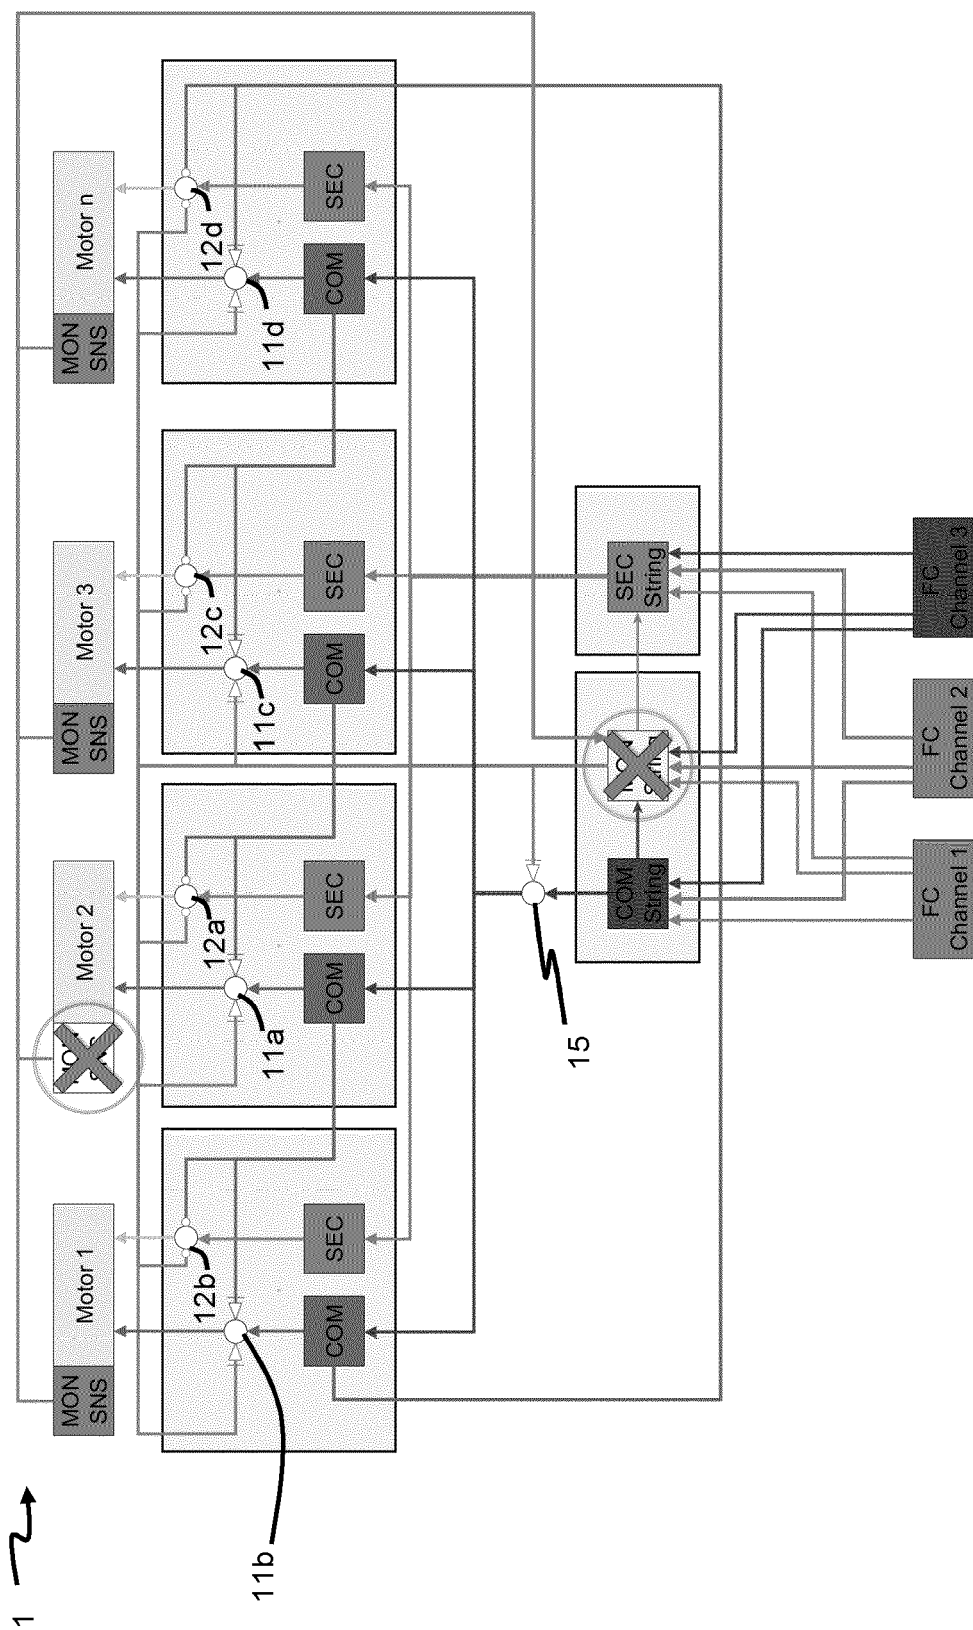 1
MON
SNS
Motor 1
Motor 2
MON
SNS
Motor 3
MON
SNS
Motor n
12b
12a
12c
12d
11b
11a
11c
11d
COM
SEC
COM
SEC
COM
SEC
COM
SEC
15
COM
String
SEC
String
FC
Channel 1
FC
Channel 2
FC
Channel 3